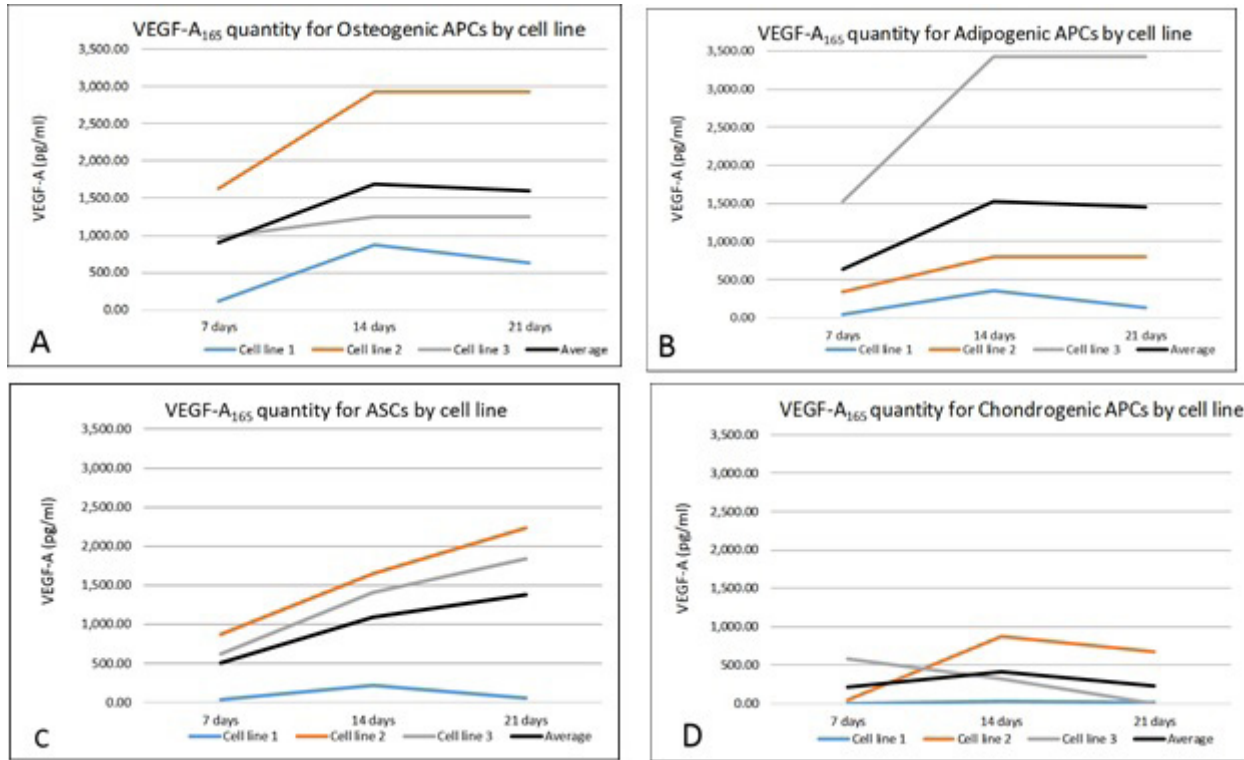 VEGF-A165 quantity for Osteogenic APCs by cell line
3,500.00
3,000.00
2,500.00
2,000.00
1,500.00
1,000.00
500.00
0.00
VEGF-A (pg/ml)
7 days 14 days 21 days
Cell line 1 Cell line 2 Cell line 3 Average
A
VEGF-A165 quantity for Adipogenic APCs by cell line
3,500.00
3,000.00
2,500.00
2,000.00
1,500.00
1,000.00
500.00
0.00
VEGF-A (pg/ml)
7 days 14 days 21 days
Cell line 1 Cell line 2 Cell line 3 Average
B
VEGF-A165 quantity for ASCs by cell line
3,500.00
3,000.00
2,500.00
2,000.00
1,500.00
1,000.00
500.00
0.00
VEGF-A (pg/ml)
7 days 14 days 21 days
Cell line 1 Cell line 2 Cell line 3 Average
C
VEGF-A165 quantity for Chondrogenic APCs by cell line
3,500.00
3,000.00
2,500.00
2,000.00
1,500.00
1,000.00
500.00
0.00
VEGF-A (pg/ml)
7 days 14 days 21 days
Cell line 1 Cell line 2 Cell line 3 Average
D